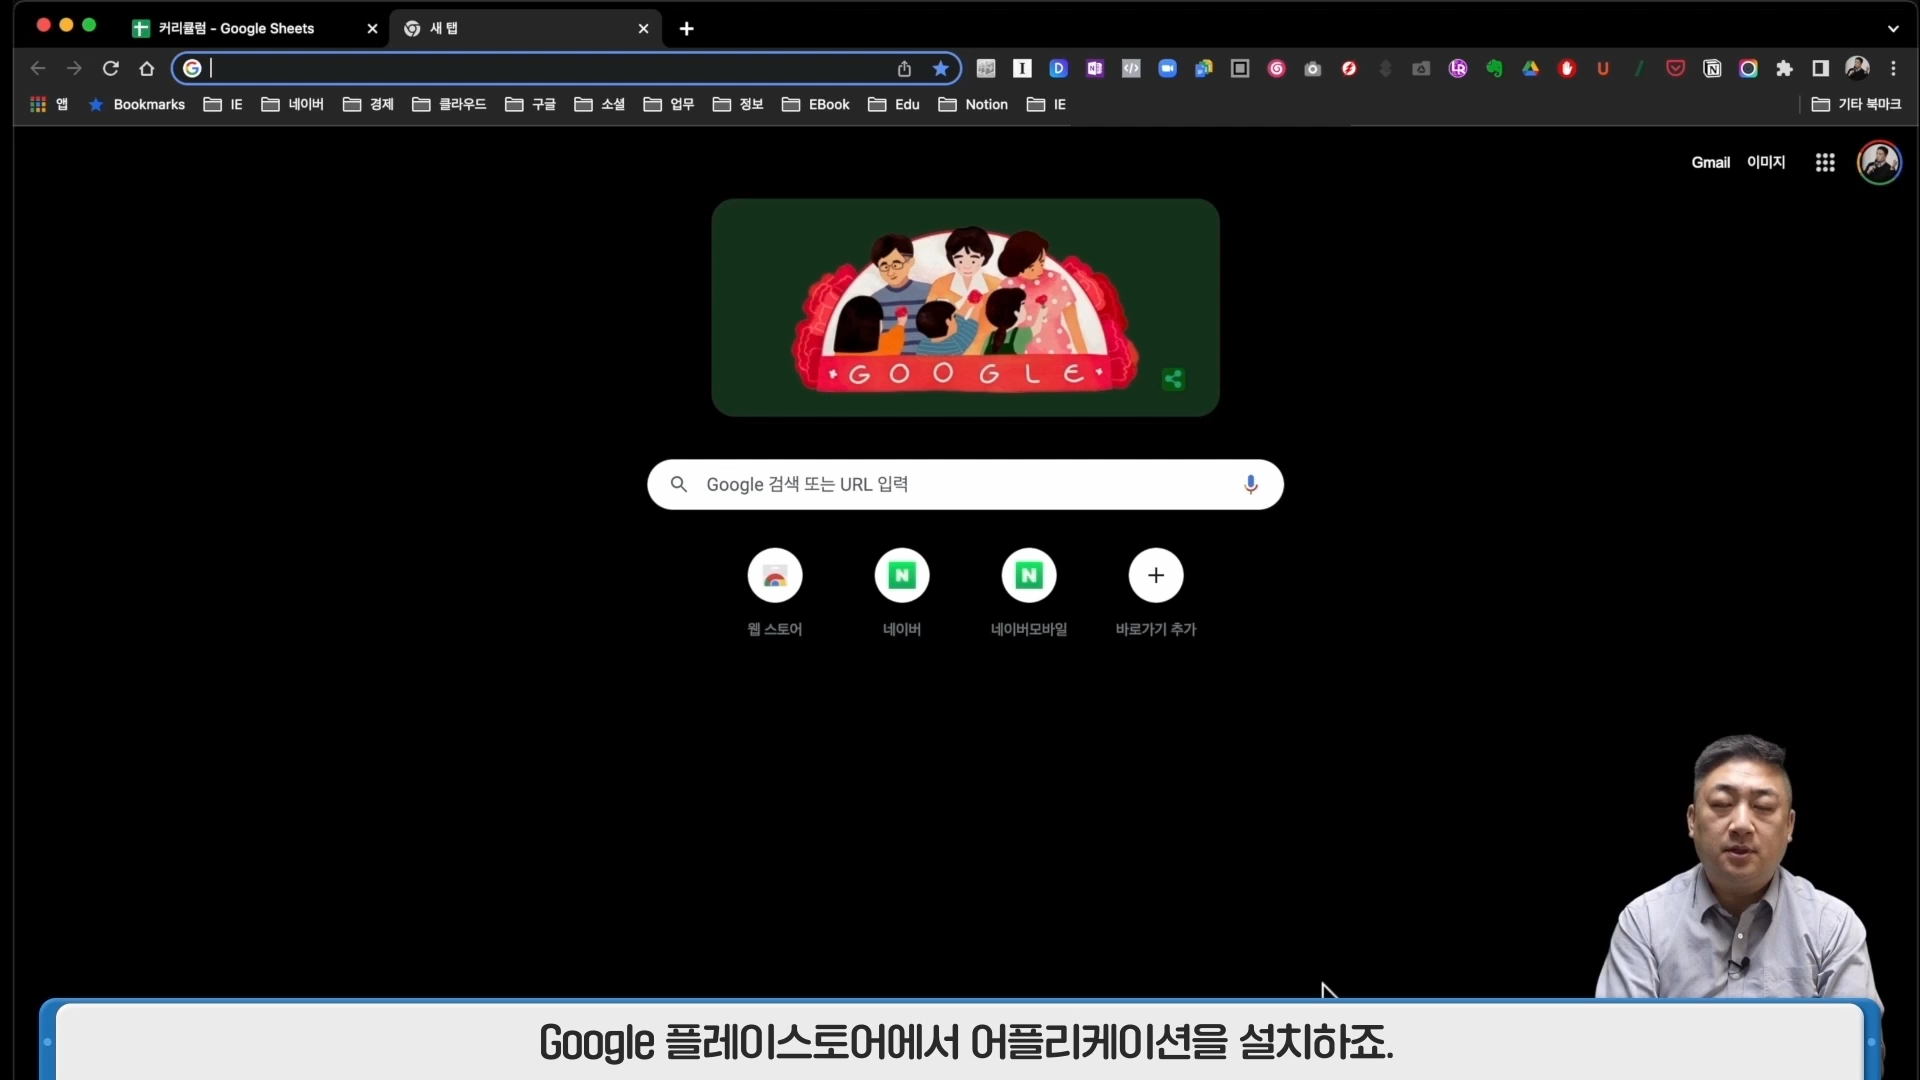 커리큘럼 - Google Sheets
새 탭
앱
Bookmarks
IE
네이버
경제
클라우드
구글
소셜
업무
정보
EBook
Edu
Notion
IE
기타 북마크
Gmail
이미지
GOOGLE
Google 검색 또는 URL 입력
웹 스토어
네이버
네이버모바일
바로가기 추가
Google 플레이스토어에서 어플리케이션을 설치하죠.